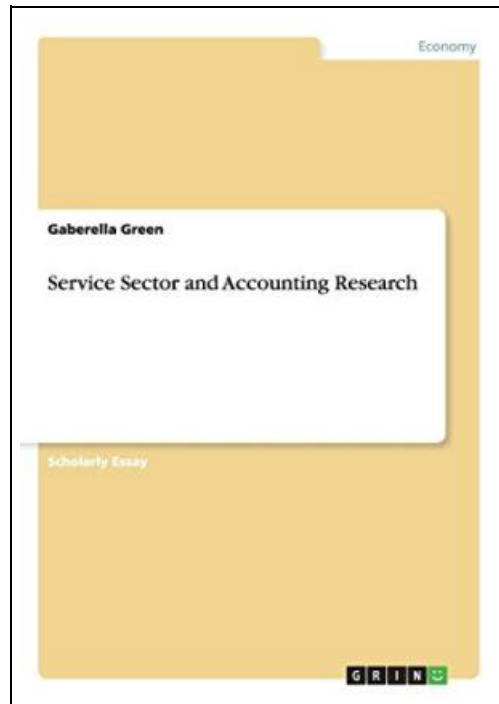 Economy
Gaberella Green
Service Sector and Accounting Research
Scholarly Essay
GRIN